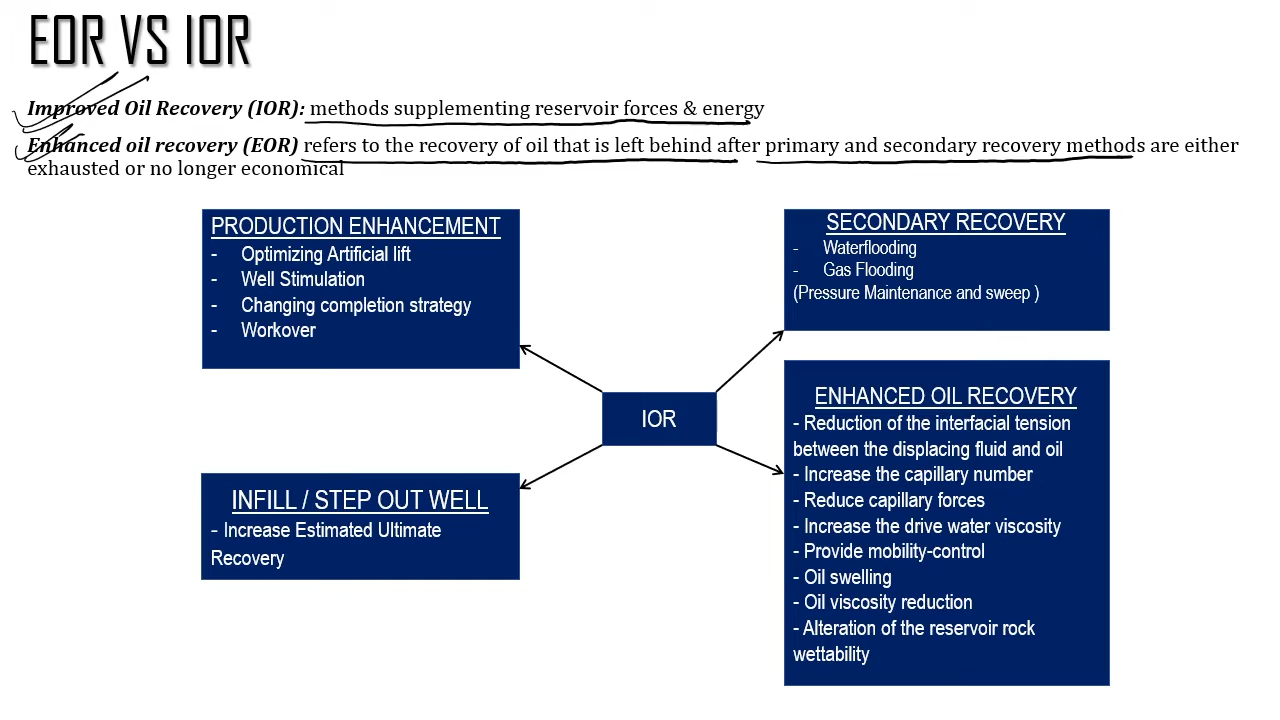 EOR VS IOR
Improved Oil Recovery (IOR): methods supplementing reservoir forces & energy
Enhanced oil recovery (EOR) refers to the recovery of oil that is left behind after primary and secondary recovery methods are either
exhausted or no longer economical
PRODUCTION ENHANCEMENT
- Optimizing Artificial lift
- Well Stimulation
- Changing completion strategy
- Workover
SECONDARY RECOVERY
- Waterflooding
- Gas Flooding
(Pressure Maintenance and sweep )
IOR
INFILL / STEP OUT WELL
- Increase Estimated Ultimate
Recovery
ENHANCED OIL RECOVERY
- Reduction of the interfacial tension
between the displacing fluid and oil
- Increase the capillary number
- Reduce capillary forces
- Increase the drive water viscosity
- Provide mobility-control
- Oil swelling
- Oil viscosity reduction
- Alteration of the reservoir rock
wettability